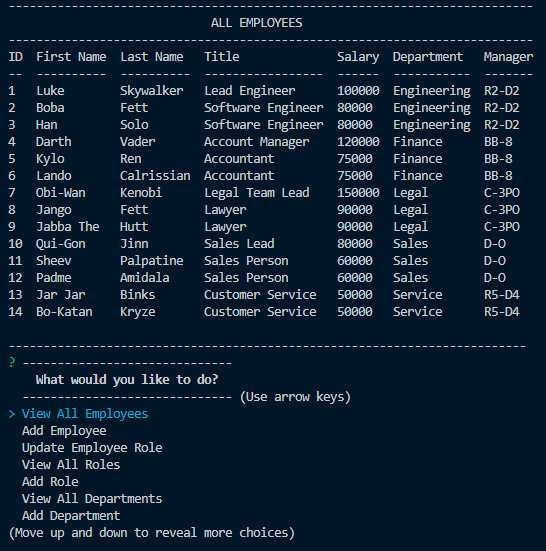 ---------------------------------------------------------------------------
                             ALL EMPLOYEES
---------------------------------------------------------------------------
ID  First Name  Last Name   Title              Salary  Department   Manager
--  ----------  ----------  -----------------  ------  -----------  -------
1   Luke        Skywalker   Lead Engineer      100000  Engineering  R2-D2
2   Boba        Fett        Software Engineer  80000   Engineering  R2-D2
3   Han         Solo        Software Engineer  80000   Engineering  R2-D2
4   Darth       Vader       Account Manager    120000  Finance      BB-8
5   Kylo        Ren         Accountant         75000   Finance      BB-8
6   Lando       Calrissian  Accountant         75000   Finance      BB-8
7   Obi-Wan     Kenobi      Legal Team Lead    150000  Legal        C-3PO
8   Jango       Fett        Lawyer             90000   Legal        C-3PO
9   Jabba The   Hutt        Lawyer             90000   Legal        C-3PO
10  Qui-Gon     Jinn        Sales Lead         80000   Sales        D-O
11  Sheev       Palpatine   Sales Person       60000   Sales        D-O
12  Padme       Amidala     Sales Person       60000   Sales        D-O
13  Jar Jar     Binks       Customer Service   50000   Service      R5-D4
14  Bo-Katan    Kryze       Customer Service   50000   Service      R5-D4
--------------------------------------------------------------------------
? ------------------------------
    What would you like to do?
  ------------------------------ (Use arrow keys)
> View All Employees
  Add Employee
  Update Employee Role
  View All Roles
  Add Role
  View All Departments
  Add Department
(Move up and down to reveal more choices)